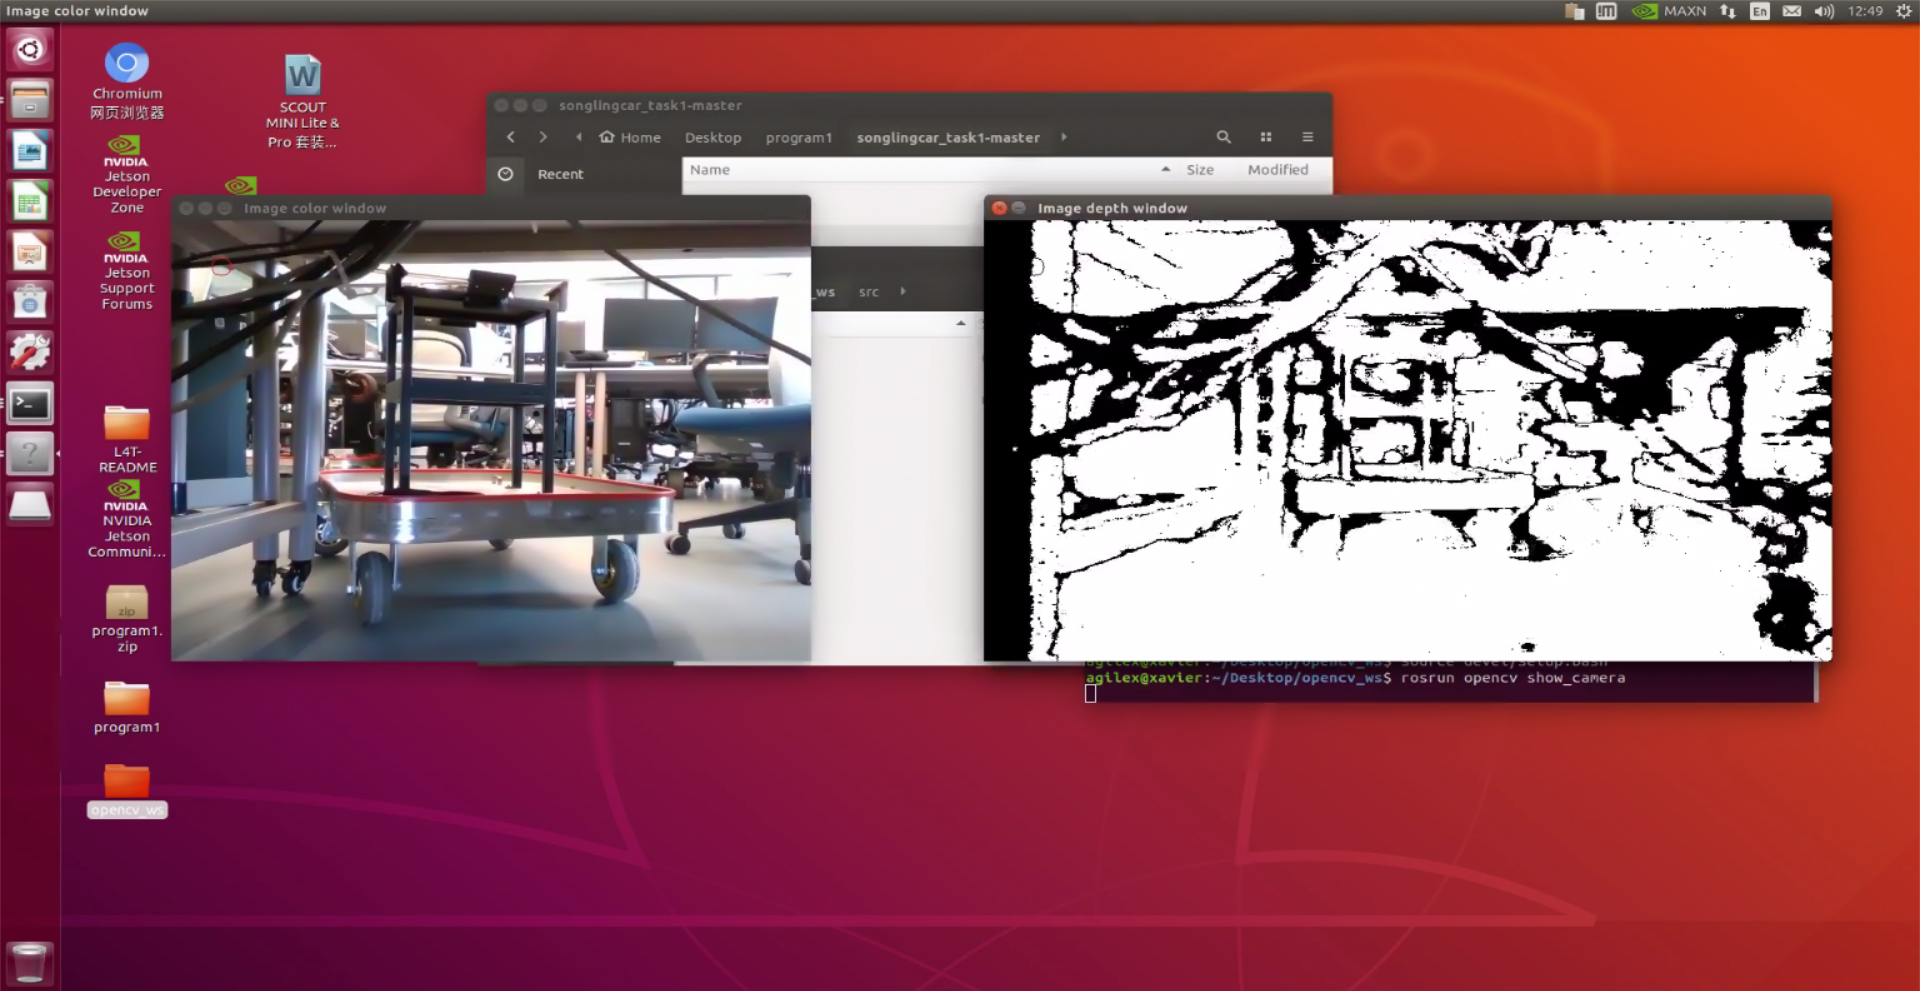 Image color window
MAXN
En
12:49
Chromium
网页浏览器
W
SCOUT
MINI Lite &
Pro 套装...
NVIDIA.
Jetson
Developer
Zone
NVIDIA.
Jetson
Support
Forums
L4T-
README
NVIDIA.
NVIDIA
Jetson
Communi...
zip
program1.
zip
program1
opencv_ws
songlingcar_task1-master
Home
Desktop
program1
songlingcar_task1-master
Recent
Name
Size
Modified
Image color window
_ws
src
Image depth window
agilex@xavier:~/Desktop/opencv_ws$ source devel/setup.bash
agilex@xavier:~/Desktop/opencv_ws$ rosrun opencv show_camera